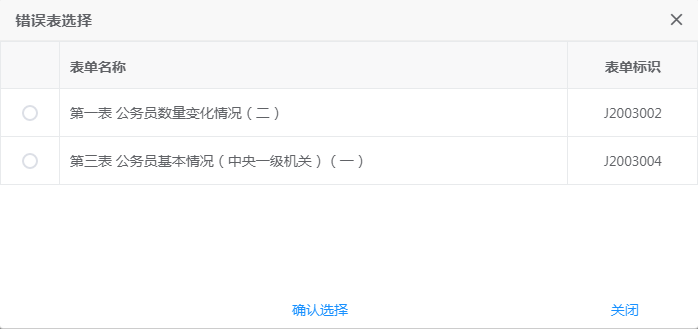 错误表选择
表单名称 表单标识
第一表 公务员数量变化情况（二） J2003002
第三表 公务员基本情况（中央一级机关）（一） J2003004
确认选择 关闭